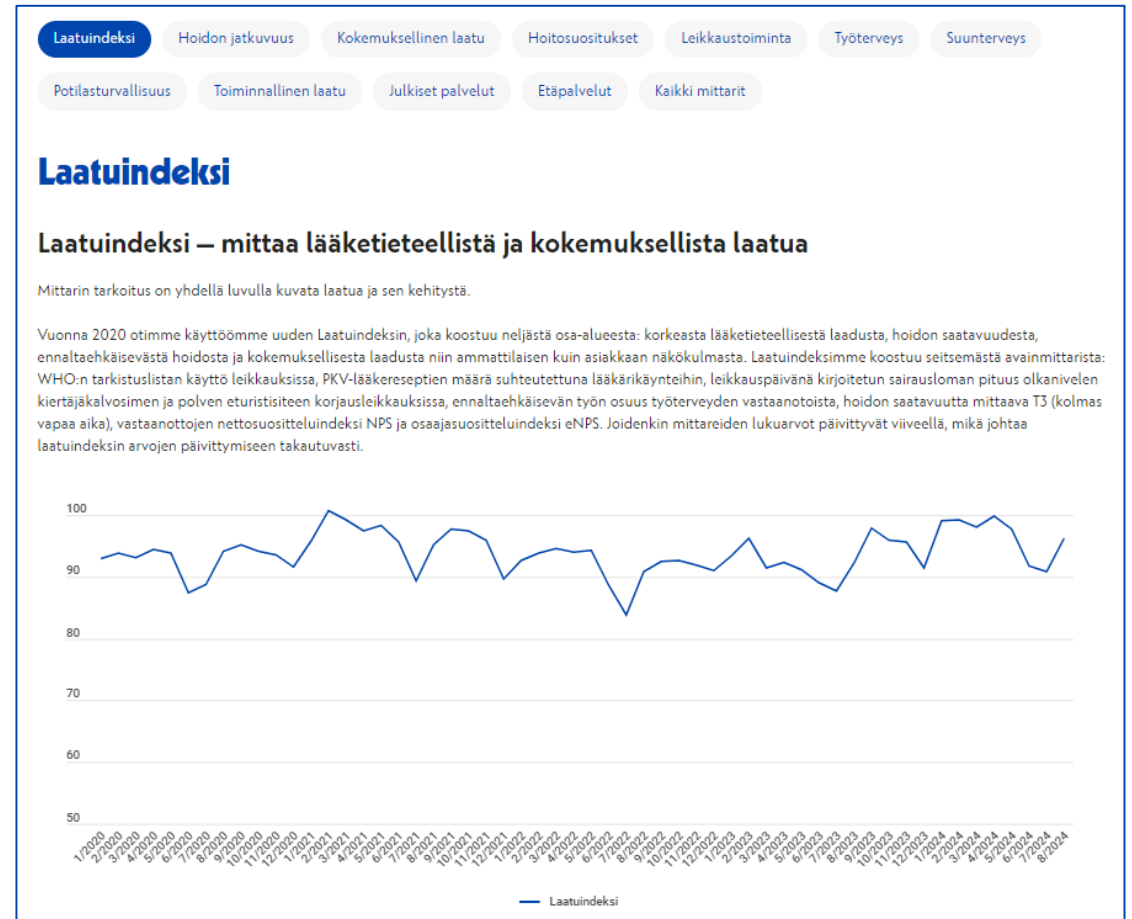 Laatuindeksi Hoidon jatkuvuus Kokemuksellinen laatu Hoitosuositukset Leikkaustoiminta Työterveys Suunterveys
Potilasturvallisuus Toiminnallinen laatu Julkiset palvelut Etäpalvelut Kaikki mittarit
Laatuindeksi
Laatuindeksi – mittaa lääketieteellistä ja kokemuksellista laatua
Mittarin tarkoitus on yhdellä luvulla kuvata laatua ja sen kehitystä.
Vuonna 2020 otimme käyttöömme uuden Laatuindeksin, joka koostuu neljästä osa-alueesta: korkeasta lääketieteellisestä laadusta, hoidon saatavuudesta,
ennaltaehkäisevästä hoidosta ja kokemuksellisesta laadusta niin ammattilaisen kuin asiakkaan näkökulmasta. Laatuindeksimme koostuu seitsemästä avainmittarista:
WHO:n tarkistuslistan käyttö leikkauksissa, PKV-lääkereseptien määrä suhteutettuna lääkärikäynteihin, leikkauspäivänä kirjoitetun sairausloman pituus olkanivelen
kiertäjäkalvosimen ja polven eturistisiteen korjausleikkauksissa, ennaltaehkäisevän työn osuus työterveyden vastaanotoista, hoidon saatavuutta mittaava T3 (kolmas
vapaa aika), vastaanottojen nettosuositteluindeksi NPS ja osaajasuositteluindeksi eNPS. Joidenkin mittareiden lukuarvot päivittyvät viiveellä, mikä johtaa
laatuindeksin arvojen päivittymiseen takautuvasti.
100
90
80
70
60
50
1/2020 2/2020 3/2020 4/2020 5/2020 6/2020 7/2020 8/2020 9/2020 10/2020 11/2020 12/2020 1/2021 2/2021 3/2021 4/2021 5/2021 6/2021 7/2021 8/2021 9/2021 10/2021 11/2021 12/2021 1/2022 2/2022 3/2022 4/2022 5/2022 6/2022 7/2022 8/2022 9/2022 10/2022 11/2022 12/2022 1/2023 2/2023 3/2023 4/2023 5/2023 6/2023 7/2023 8/2023 9/2023 10/2023 11/2023 12/2023 1/2024 2/2024 3/2024 4/2024 5/2024 6/2024 7/2024 8/2024
Laatuindeksi